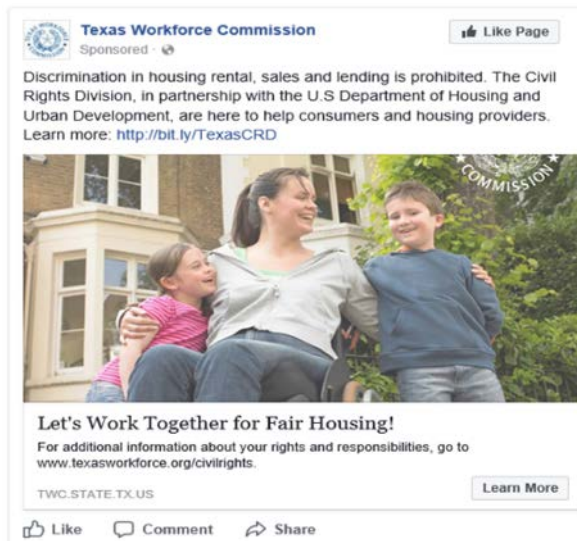 Texas Workforce Commission
Like Page
Sponsored ·
Discrimination in housing rental, sales and lending is prohibited. The Civil
Rights Division, in partnership with the U.S Department of Housing and
Urban Development, are here to help consumers and housing providers.
Learn more: http://bit.ly/TexasCRD
COMMISSION
Let's Work Together for Fair Housing!
For additional information about your rights and responsibilities, go to
www.texasworkforce.org/civilrights.
TWC.STATE.TX.US
Learn More
Like Comment Share